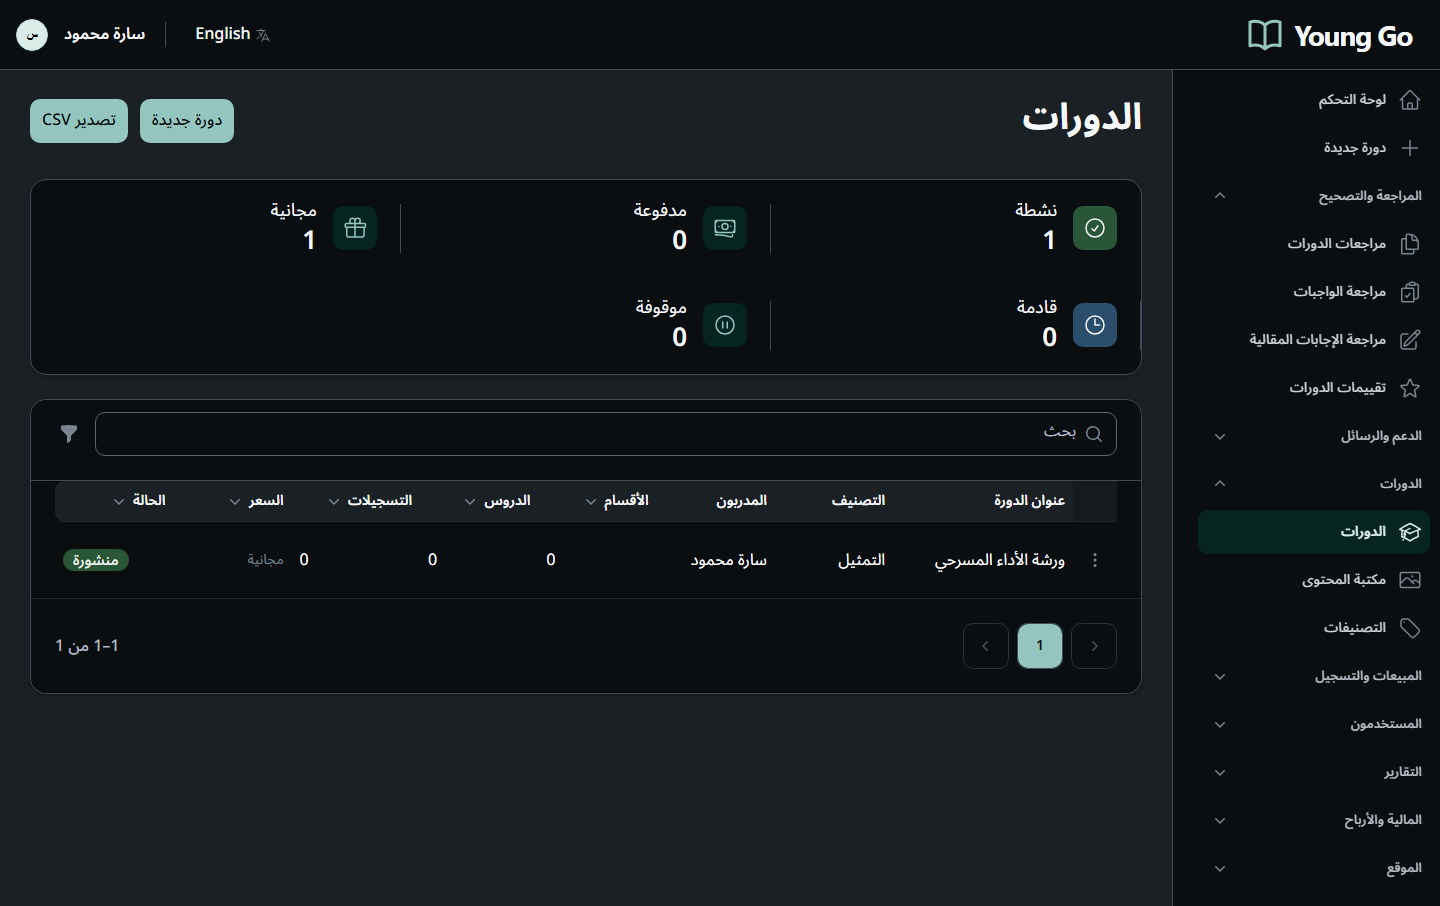 Young Go
English
سارة محمود
س
لوحة التحكم
دورة جديدة
المراجعة والتصحيح
مراجعات الدورات
مراجعة الواجبات
مراجعة الإجابات المقالية
تقييمات الدورات
الدعم والرسائل
الدورات
الدورات
مكتبة المحتوى
التصنيفات
المبيعات والتسجيل
المستخدمون
التقارير
المالية والأرباح
الموقع
الدورات
دورة جديدة
تصدير CSV
نشطة
1
مدفوعة
0
مجانية
1
قادمة
0
موقوفة
0
بحث
عنوان الدورة التصنيف المدربون الأقسام الدروس التسجيلات السعر الحالة
ورشة الأداء المسرحي التمثيل سارة محمود 0 0 0 مجانية منشورة
1
1–1 من 1